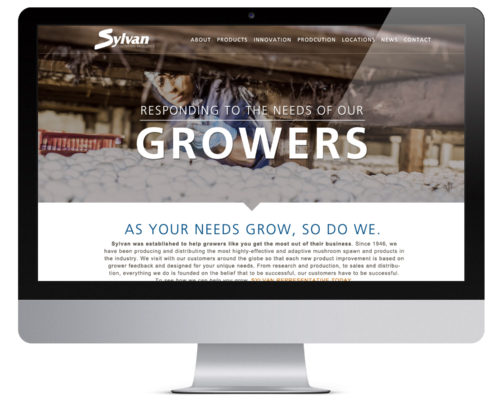 Sylvan
ABOUT PRODUCTS INNOVATION PRODCUTION LOCATIONS NEWS CONTACT
RESPONDING TO THE NEEDS OF OUR
GROWERS
AS YOUR NEEDS GROW, SO DO WE.
Sylvan was established to help growers like you get the most out of their business. Since 1946, we
have been producing and distributing the most highly-effective and adaptive mushroom spawn and products in
the industry. We visit with our customers around the globe so that each new product improvement is based on
grower feedback and designed for your unique needs. From research and production, to sales and distribu-
tion, everything we do is founded on the belief that to be successful, our customers have to be successful.
To see how we can help you grow, SYLVAN REPRESENTATIVE TODAY.